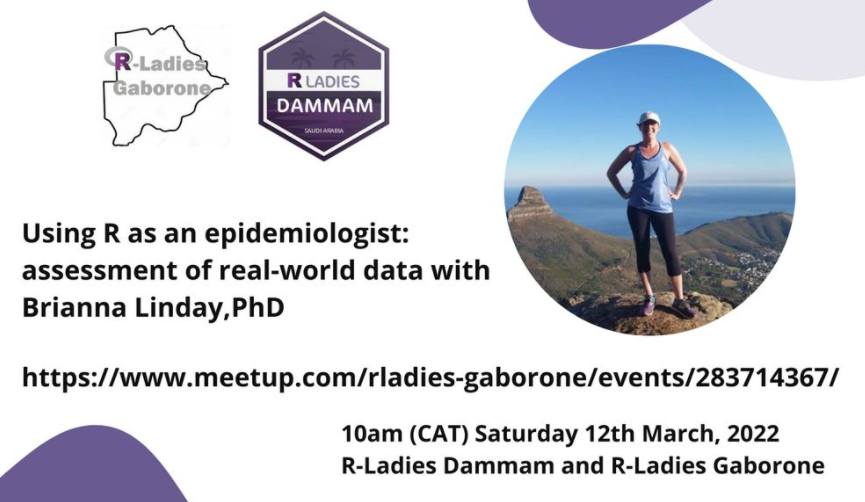 R-Ladies
Gaborone
R LADIES
DAMMAM
SAUDI ARABIA
Using R as an epidemiologist:
assessment of real-world data with
Brianna Linday,PhD
https://www.meetup.com/rladies-gaborone/events/283714367/
10am (CAT) Saturday 12th March, 2022
R-Ladies Dammam and R-Ladies Gaborone